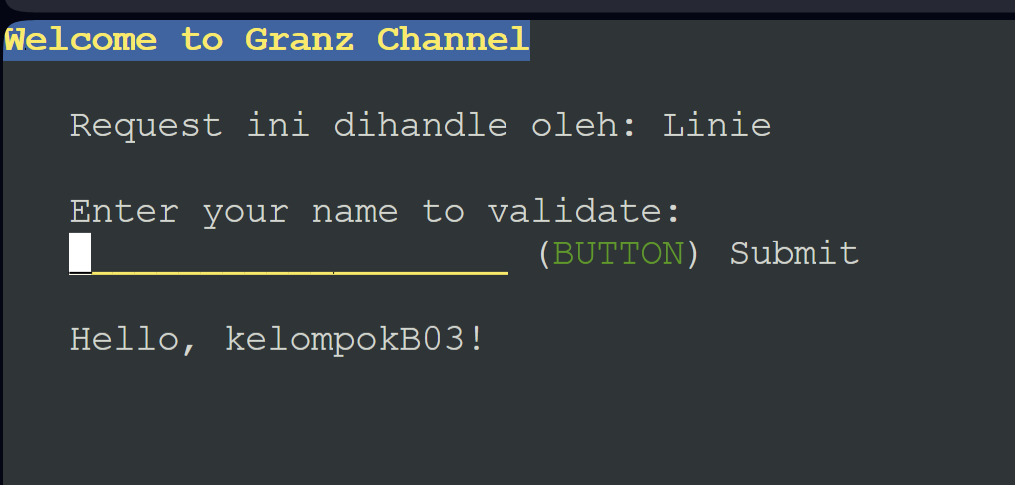 Welcome to Granz Channel
Request ini dihandle oleh: Linie
Enter your name to validate:
(BUTTON) Submit
Hello, kelompokB03!